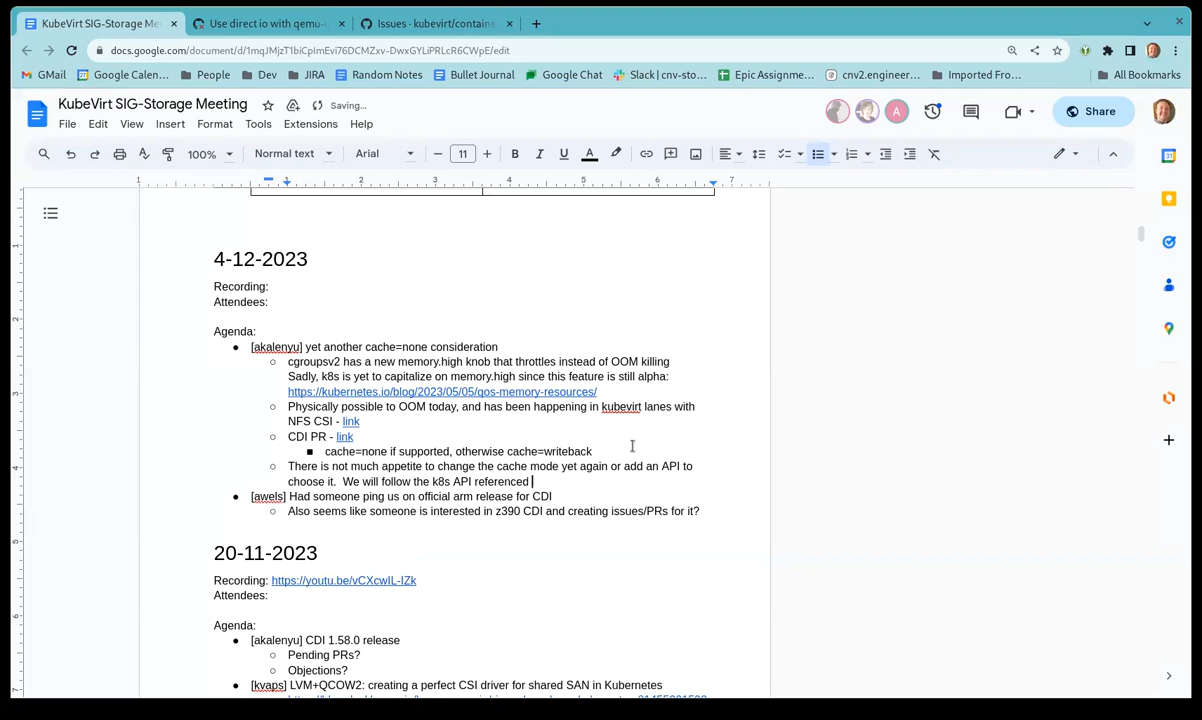 KubeVirt SIG-Storage Me
Use direct io with qemu-i
Issues · kubevirt/containe
docs.google.com/document/d/1mqJMjzT1biCpImEvi76DCMZxv-DwxGYLiPRLcR6CWpE/edit
GMail
Google Calen...
People
Dev
JIRA
Random Notes
Bullet Journal
Google Chat
Slack | cnv-sto...
Epic Assignme...
cnv2.engineer...
Imported Fro...
All Bookmarks
KubeVirt SIG-Storage Meeting
Saving...
File Edit View Insert Format Tools Extensions Help
A
Share
100%
Normal text
Arial
11
B I U A
1 1 2 3 4 5 6 7
4-12-2023
Recording:
Attendees:
Agenda:
● [akalenyu] yet another cache=none consideration
○ cgroupsv2 has a new memory.high knob that throttles instead of OOM killing
Sadly, k8s is yet to capitalize on memory.high since this feature is still alpha:
https://kubernetes.io/blog/2023/05/05/qos-memory-resources/
○ Physically possible to OOM today, and has been happening in kubevirt lanes with
NFS CSI - link
○ CDI PR - link
■ cache=none if supported, otherwise cache=writeback
○ There is not much appetite to change the cache mode yet again or add an API to
choose it. We will follow the k8s API referenced
● [awels] Had someone ping us on official arm release for CDI
○ Also seems like someone is interested in z390 CDI and creating issues/PRs for it?
20-11-2023
Recording: https://youtu.be/vCXcwIL-IZk
Attendees:
Agenda:
● [akalenyu] CDI 1.58.0 release
○ Pending PRs?
○ Objections?
● [kvaps] LVM+QCOW2: creating a perfect CSI driver for shared SAN in Kubernetes